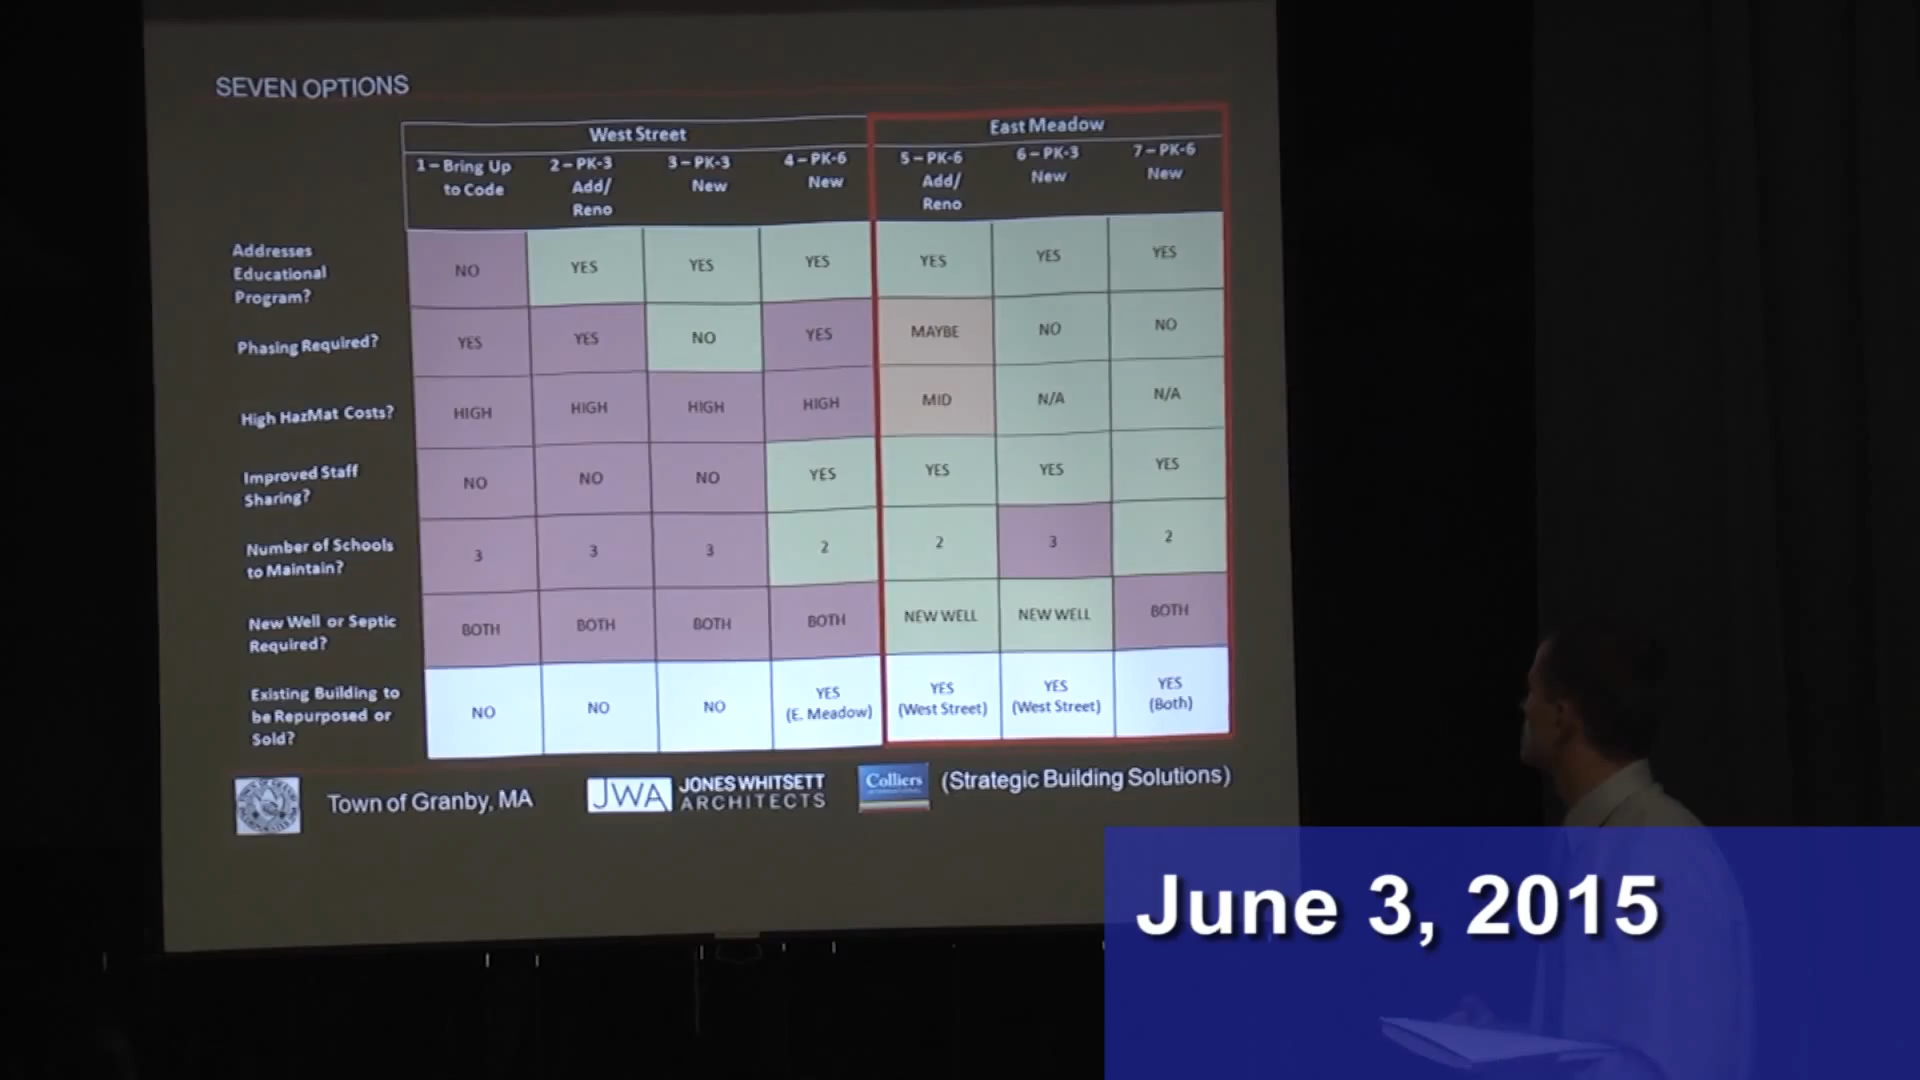 SEVEN OPTIONS
West Street East Meadow
1 – Bring Up 2 – PK-3 3 – PK-3 4 – PK-6 5 – PK-6 6 – PK-3 7 – PK-6
to Code Add/ New New Add/ New New
Reno Reno
Addresses
Educational
Program?
NO YES YES YES YES YES YES
Phasing Required? YES YES NO YES MAYBE NO NO
High HazMat Costs? HIGH HIGH HIGH HIGH MID N/A N/A
Improved Staff
Sharing?
NO NO NO YES YES YES YES
Number of Schools
to Maintain?
3 3 3 2 2 3 2
New Well or Septic
Required?
BOTH BOTH BOTH BOTH NEW WELL NEW WELL BOTH
Existing Building to
be Repurposed or
Sold?
NO NO NO YES YES YES YES
(E. Meadow) (West Street) (West Street) (Both)
Town of Granby, MA
JWA JONES WHITSETT
ARCHITECTS
Colliers
(Strategic Building Solutions)
June 3, 2015